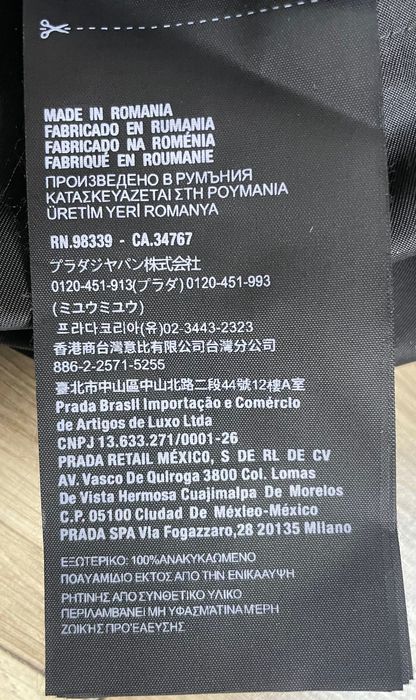 MADE IN ROMANIA
FABRICADO EN RUMANIA
FABRICADO NA ROMÉNIA
FABRIQUÉ EN ROUMANIE
ПРОИЗВЕДЕНО В РУМЪНИЯ
ΚΑΤΑΣΚΕΥΑΖΕΤΑΙ ΣΤΗ ΡΟΥΜΑΝΙΑ
ÜRETİM YERİ ROMANYA
RN.98339 - CA.34767
プラダジャパン株式会社
0120-451-913(プラダ) 0120-451-993
(ミユウミユウ)
프라다코리아(유)02-3443-2323
香港商台灣意比有限公司台灣分公司
886-2-2571-5255
臺北市中山區中山北路二段44號12樓A室
Prada Brasil Importação e Comércio
de Artigos de Luxo Ltda
CNPJ 13.633.271/0001-26
PRADA RETAIL MÉXICO, S DE RL DE CV
AV. Vasco De Quiroga 3800 Col. Lomas
De Vista Hermosa Cuajimalpa De Morelos
C.P. 05100 Cludad De México-México
PRADA SPA Via Fogazzaro,28 20135 Milano
ΕΞΩΤΕΡΙΚΟ: 100%ΑΝΑΚΥΚΛΩΜΕΝΟ
ΠΟΛΥΑΜΙΔΙΟ ΕΚΤΟΣ ΑΠΟ ΤΗΝ ΕΠΙΚΑΛΥΨΗ
ΡΗΤΙΝΗΣ ΑΠΟ ΣΥΝΘΕΤΙΚΟ ΥΛΙΚΟ
ΠΕΡΙΛΑΜΒΑΝΕΙ ΜΗ ΥΦΑΣΜΑΤΙΝΑ ΜΕΡΗ
ΖΩΙΚΗΣ ΠΡΟΈΛΕΥΣΗΣ